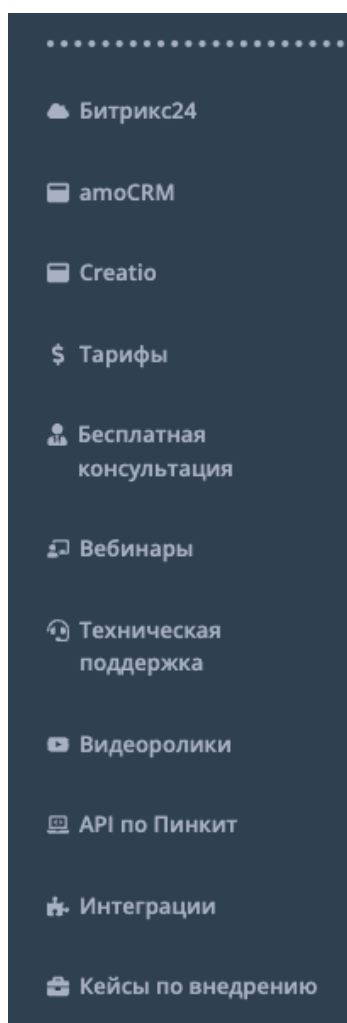 Битрикс24
amoCRM
Creatio
$ Тарифы
Бесплатная
консультация
Вебинары
Техническая
поддержка
Видеоролики
API по Пинкит
Интеграции
Кейсы по внедрению